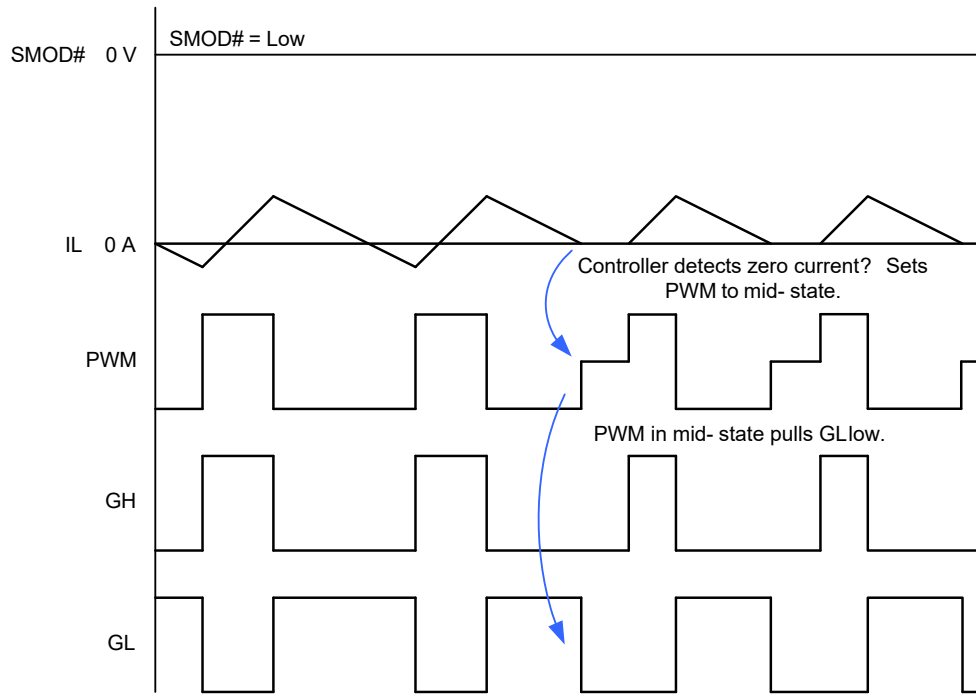 SMOD# = Low
SMOD# 0 V
IL 0 A
Controller detects zero current? Sets
PWM to mid- state.
PWM
PWM in mid- state pulls GLlow.
GH
GL